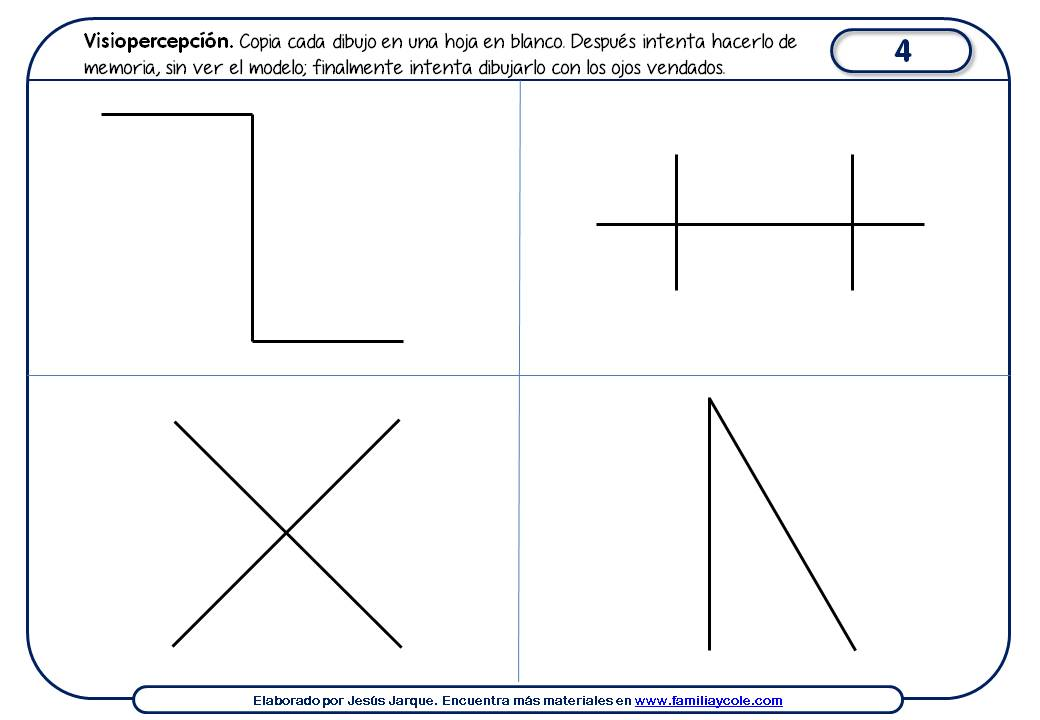 Visiopercepción. Copia cada dibujo en una hoja en blanco. Después intenta hacerlo de
memoria, sin ver el modelo; finalmente intenta dibujarlo con los ojos vendados.
4
Elaborado por Jesús Jarque. Encuentra más materiales en www.familiaycole.com